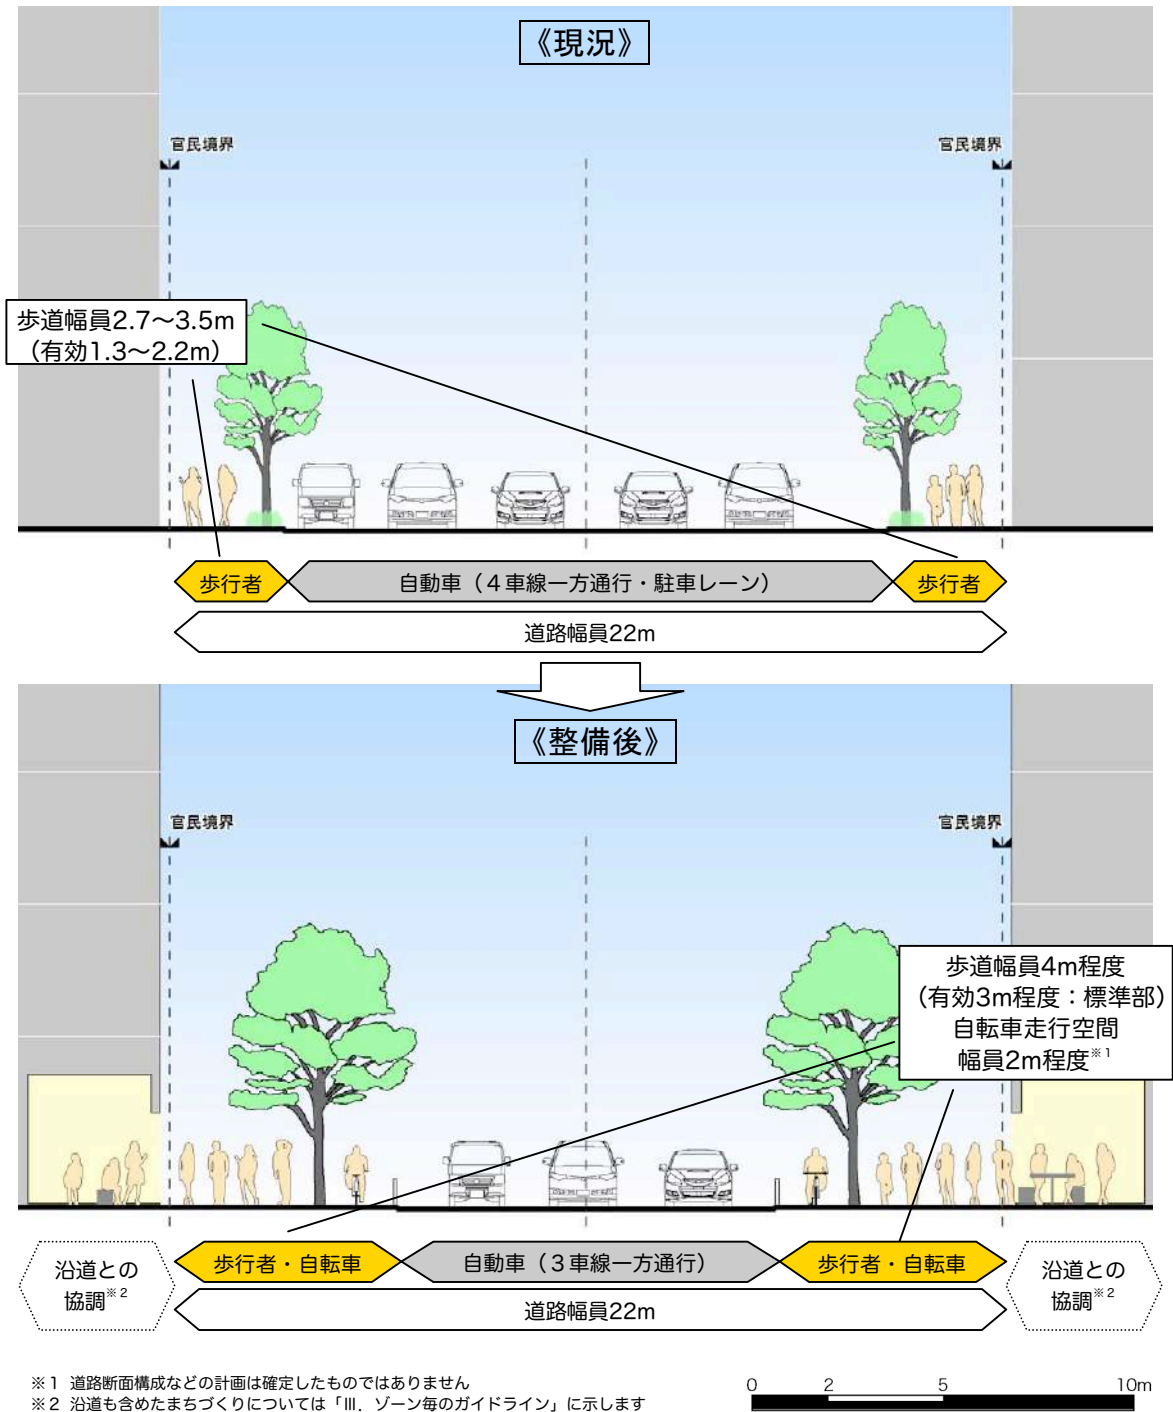 《現況》
官民境界
官民境界
歩道幅員2.7～3.5m
（有効1.3～2.2m）
歩行者
自動車（４車線一方通行・駐車レーン）
歩行者
道路幅員22m
《整備後》
官民境界
官民境界
歩道幅員4m程度
（有効3m程度：標準部）
自転車走行空間
幅員2m程度※1
沿道との
協調※2
歩行者・自転車
自動車（３車線一方通行）
歩行者・自転車
沿道との
協調※2
道路幅員22m
※１ 道路断面構成などの計画は確定したものではありません
※２ 沿道も含めたまちづくりについては「Ⅲ．ゾーン毎のガイドライン」に示します
0 2 5 10m